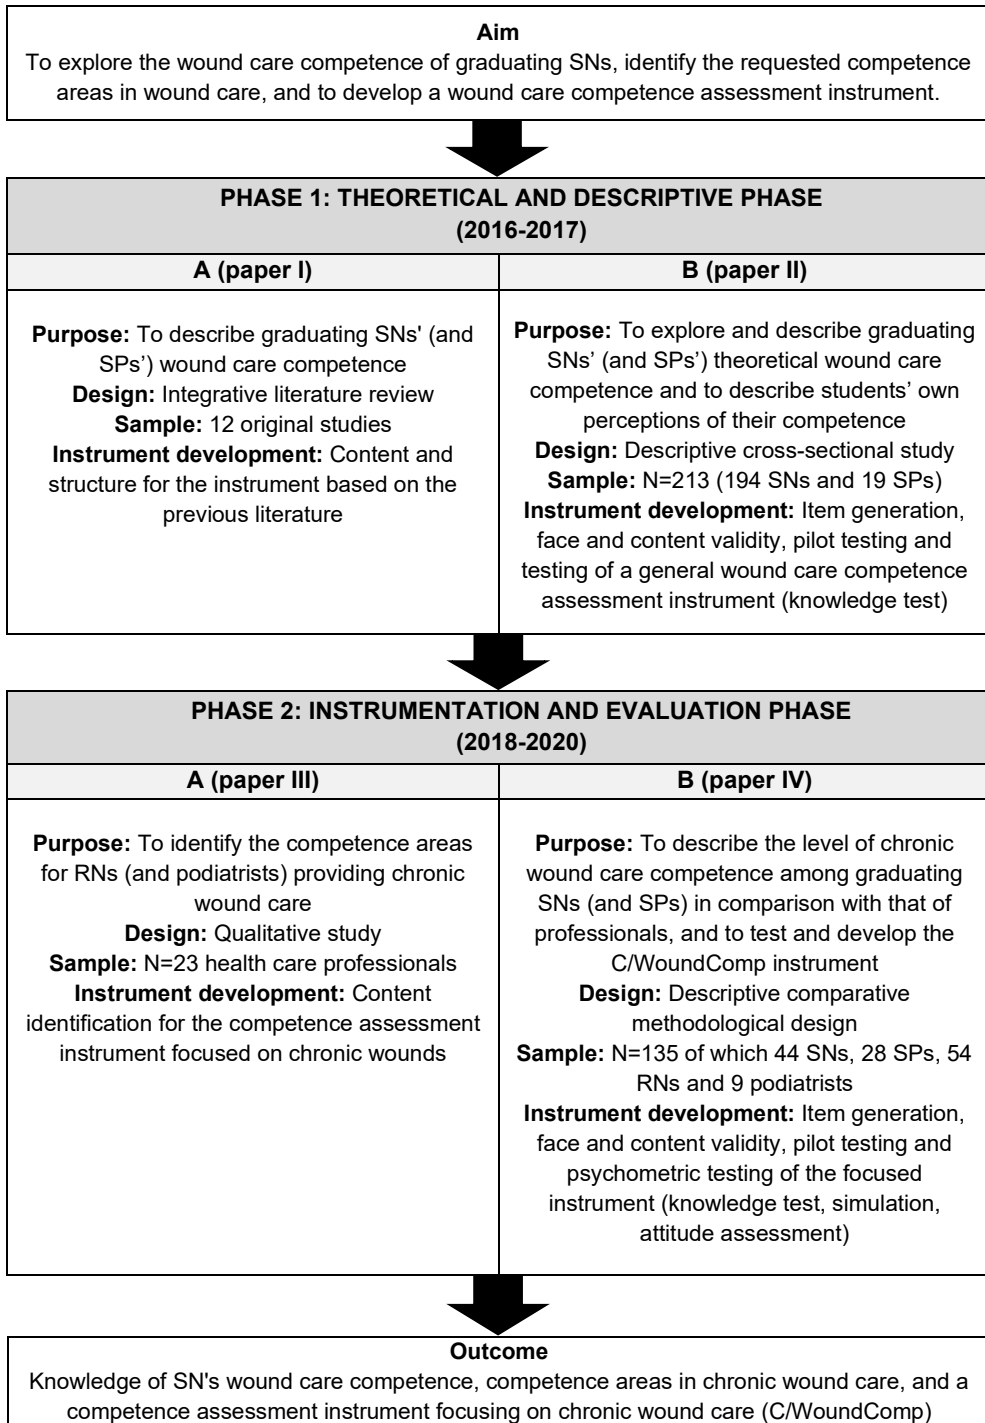 Aim
To explore the wound care competence of graduating SNs, identify the requested competence
areas in wound care, and to develop a wound care competence assessment instrument.
PHASE 1: THEORETICAL AND DESCRIPTIVE PHASE
(2016-2017)
A (paper I)
Purpose: To describe graduating SNs' (and
SPs’) wound care competence
Design: Integrative literature review
Sample: 12 original studies
Instrument development: Content and
structure for the instrument based on the
previous literature
B (paper II)
Purpose: To explore and describe graduating
SNs’ (and SPs’) theoretical wound care
competence and to describe students’ own
perceptions of their competence
Design: Descriptive cross-sectional study
Sample: N=213 (194 SNs and 19 SPs)
Instrument development: Item generation,
face and content validity, pilot testing and
testing of a general wound care competence
assessment instrument (knowledge test)
PHASE 2: INSTRUMENTATION AND EVALUATION PHASE
(2018-2020)
A (paper III)
Purpose: To identify the competence areas
for RNs (and podiatrists) providing chronic
wound care
Design: Qualitative study
Sample: N=23 health care professionals
Instrument development: Content
identification for the competence assessment
instrument focused on chronic wounds
B (paper IV)
Purpose: To describe the level of chronic
wound care competence among graduating
SNs (and SPs) in comparison with that of
professionals, and to test and develop the
C/WoundComp instrument
Design: Descriptive comparative
methodological design
Sample: N=135 of which 44 SNs, 28 SPs, 54
RNs and 9 podiatrists
Instrument development: Item generation,
face and content validity, pilot testing and
psychometric testing of the focused
instrument (knowledge test, simulation,
attitude assessment)
Outcome
Knowledge of SN's wound care competence, competence areas in chronic wound care, and a
competence assessment instrument focusing on chronic wound care (C/WoundComp)